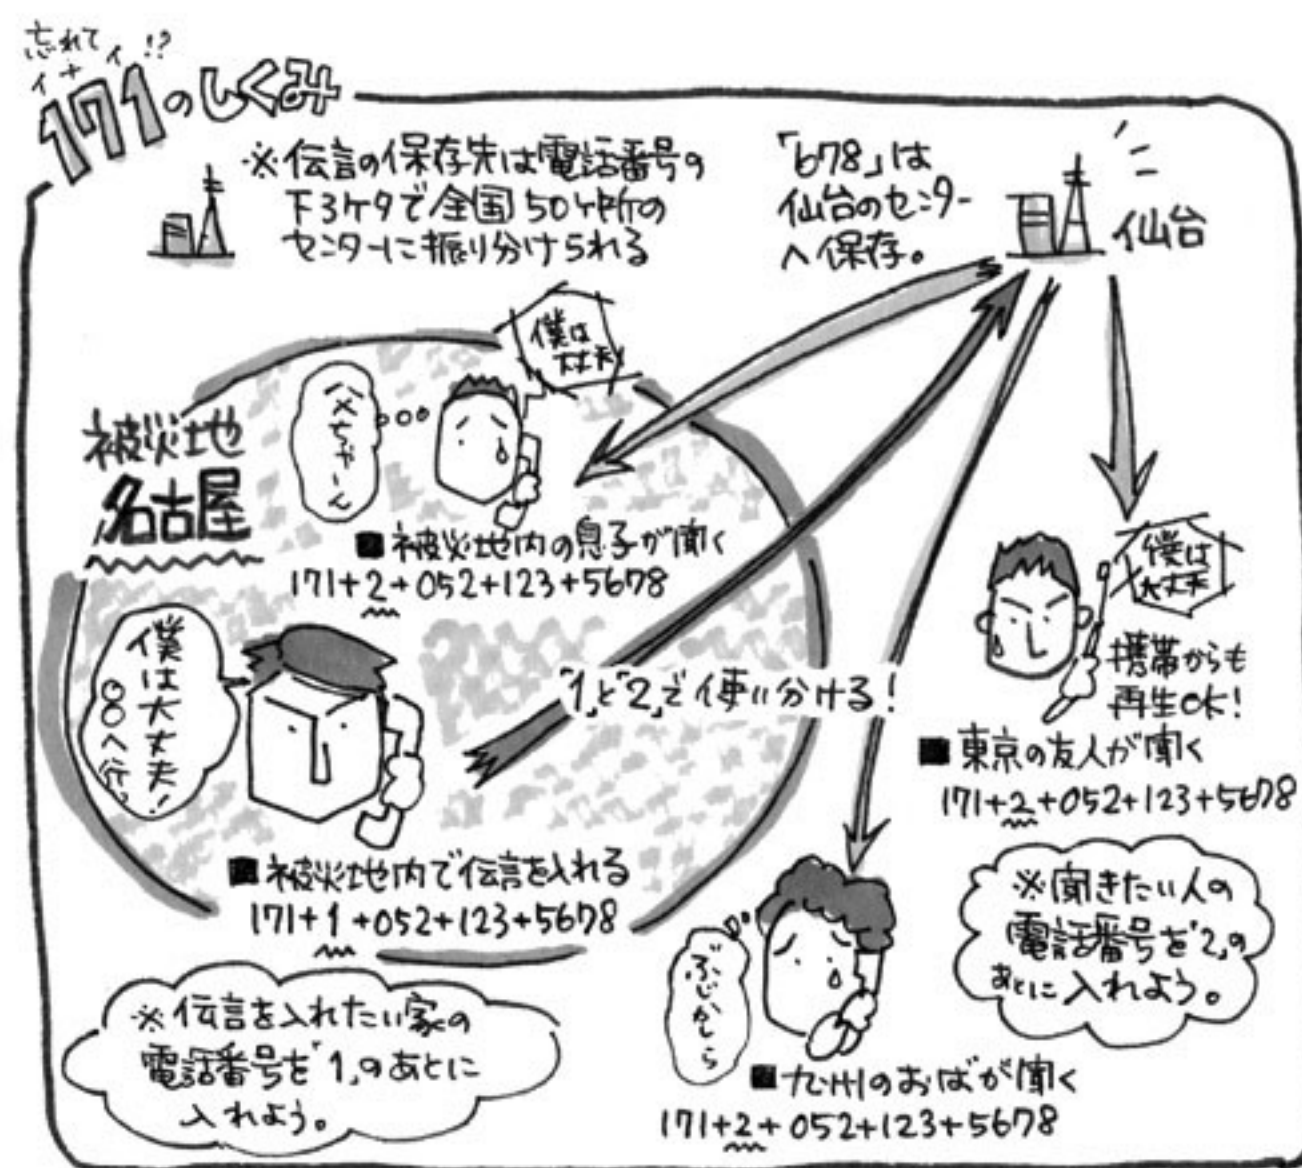 忘れて
イナイ!?
171のしくみ
※伝言の保存先は電話番号の
下3ケタで全国50ケ所の
センターに振り分けられる
「678」は
仙台のセンター
へ保存。
仙台
被災地
名古屋
父ちゃーん
僕は
大丈夫
■被災地内の息子が聞く
171+2+052+123+5678
僕は大丈夫!
○○へ行く
「1」と「2」で使い分ける!
■被災地内で伝言を入れる
171+1+052+123+5678
※伝言を入れたい家の
電話番号を「1」のあとに
入れよう。
僕は
大丈夫
携帯からも
再生OK!
■東京の友人が聞く
171+2+052+123+5678
※聞きたい人の
電話番号を「2」の
あとに入れよう。
ぶじかしら
■九州のおばが聞く
171+2+052+123+5678